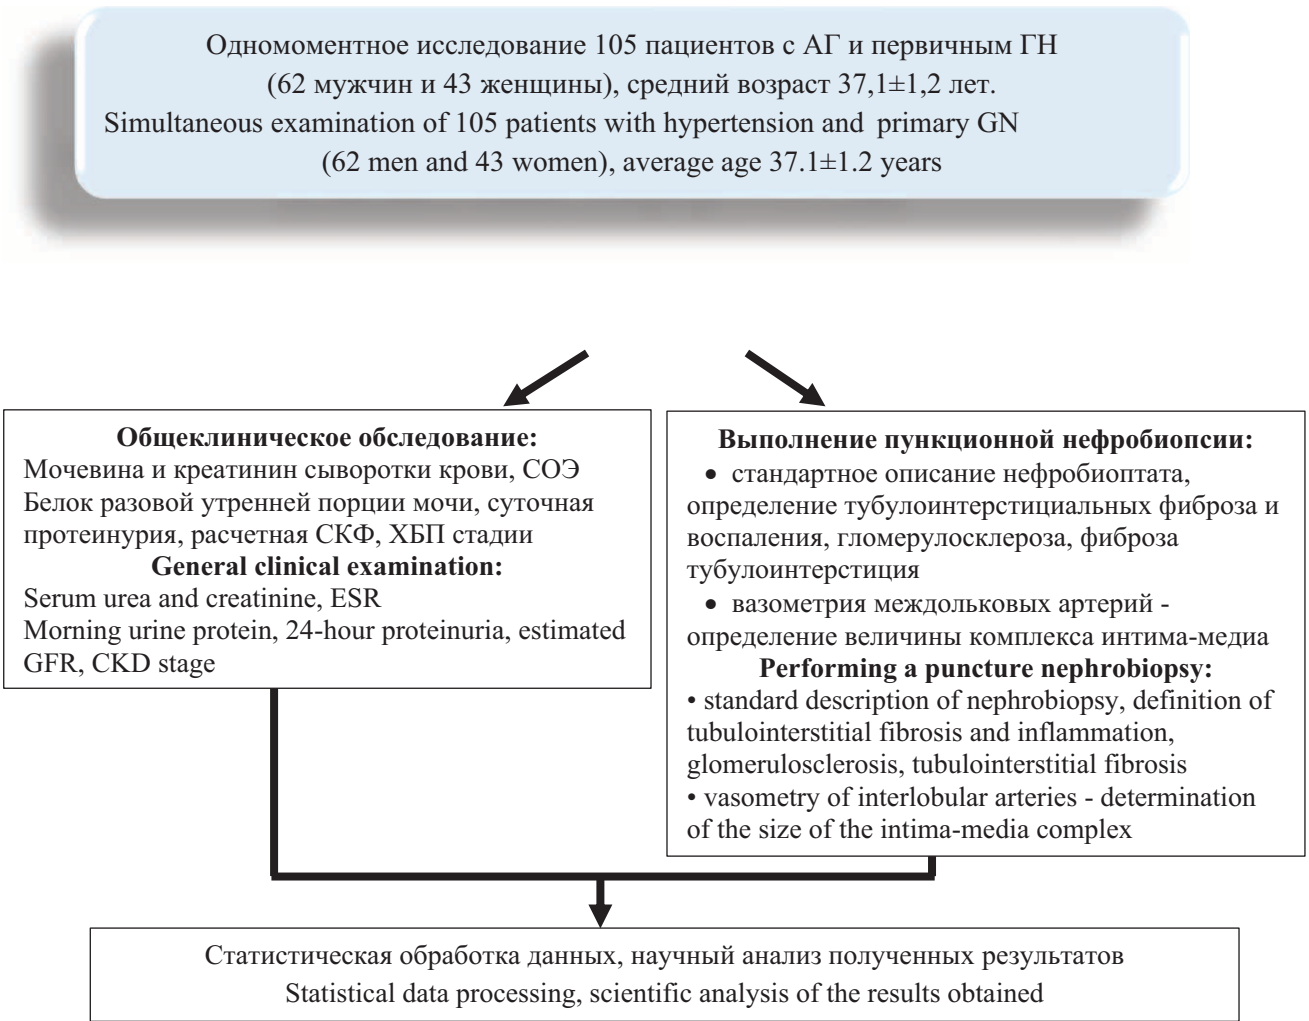 Одномоментное исследование 105 пациентов с АГ и первичным ГН
(62 мужчин и 43 женщины), средний возраст 37,1±1,2 лет.
Simultaneous examination of 105 patients with hypertension and primary GN
(62 men and 43 women), average age 37.1±1.2 years
Общеклиническое обследование:
Мочевина и креатинин сыворотки крови, СОЭ
Белок разовой утренней порции мочи, суточная
протеинурия, расчетная СКФ, ХБП стадии
General clinical examination:
Serum urea and creatinine, ESR
Morning urine protein, 24-hour proteinuria, estimated
GFR, CKD stage
Выполнение пункционной нефробиопсии:
• стандартное описание нефробиоптата,
определение тубулоинтерстициальных фиброза и
воспаления, гломерулосклероза, фиброза
тубулоинтерстиция
• вазометрия междольковых артерий -
определение величины комплекса интима-медиа
Performing a puncture nephrobiopsy:
• standard description of nephrobiopsy, definition of
tubulointerstitial fibrosis and inflammation,
glomerulosclerosis, tubulointerstitial fibrosis
• vasometry of interlobular arteries - determination
of the size of the intima-media complex
Статистическая обработка данных, научный анализ полученных результатов
Statistical data processing, scientific analysis of the results obtained